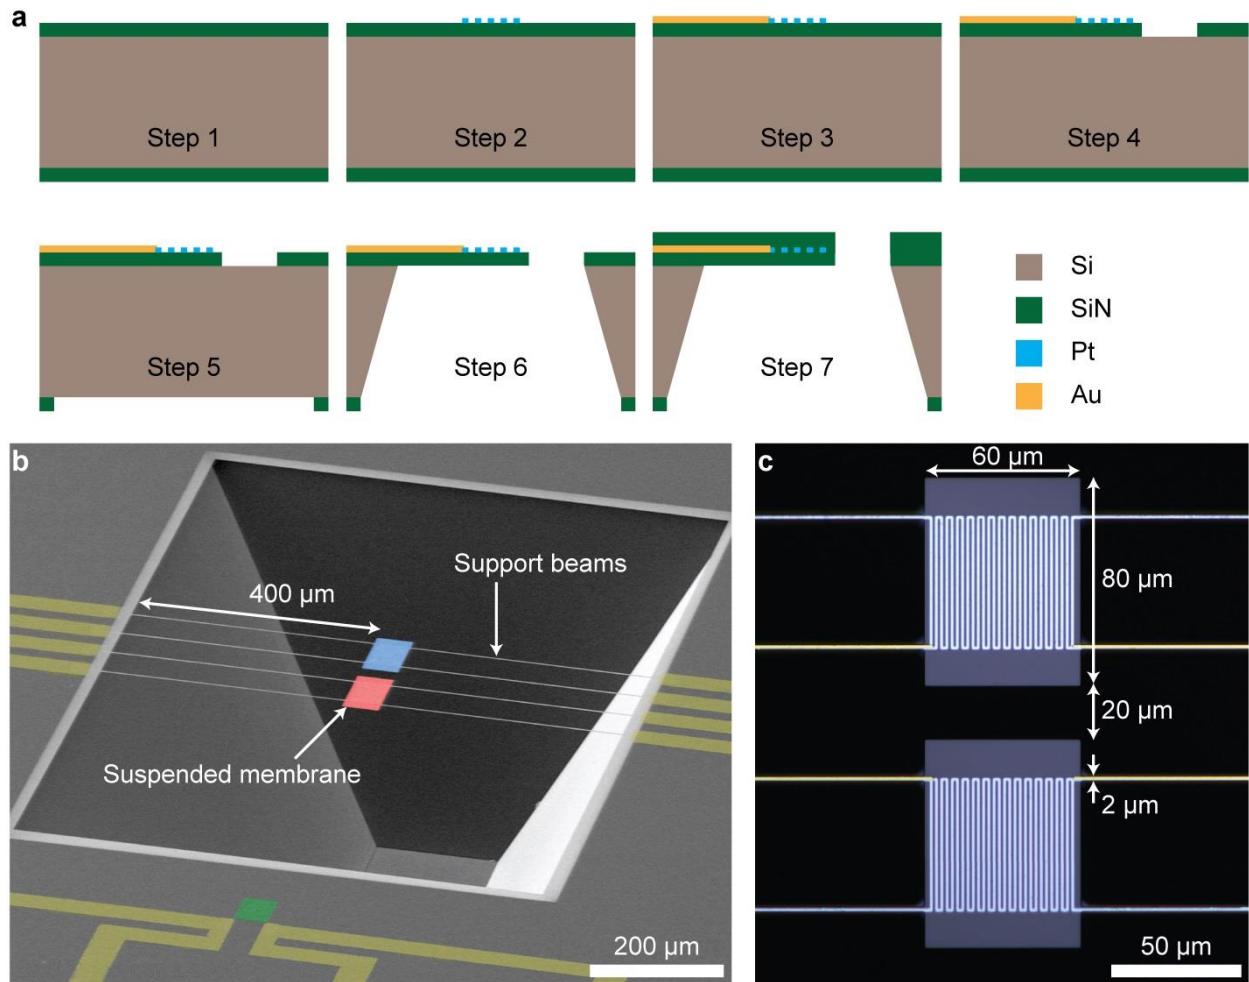 a
Step 1
Step 2
Step 3
Step 4
Step 5
Step 6
Step 7
Si
SiN
Pt
Au
b
400 µm
Support beams
Suspended membrane
200 µm
c
60 µm
80 µm
20 µm
2 µm
50 µm